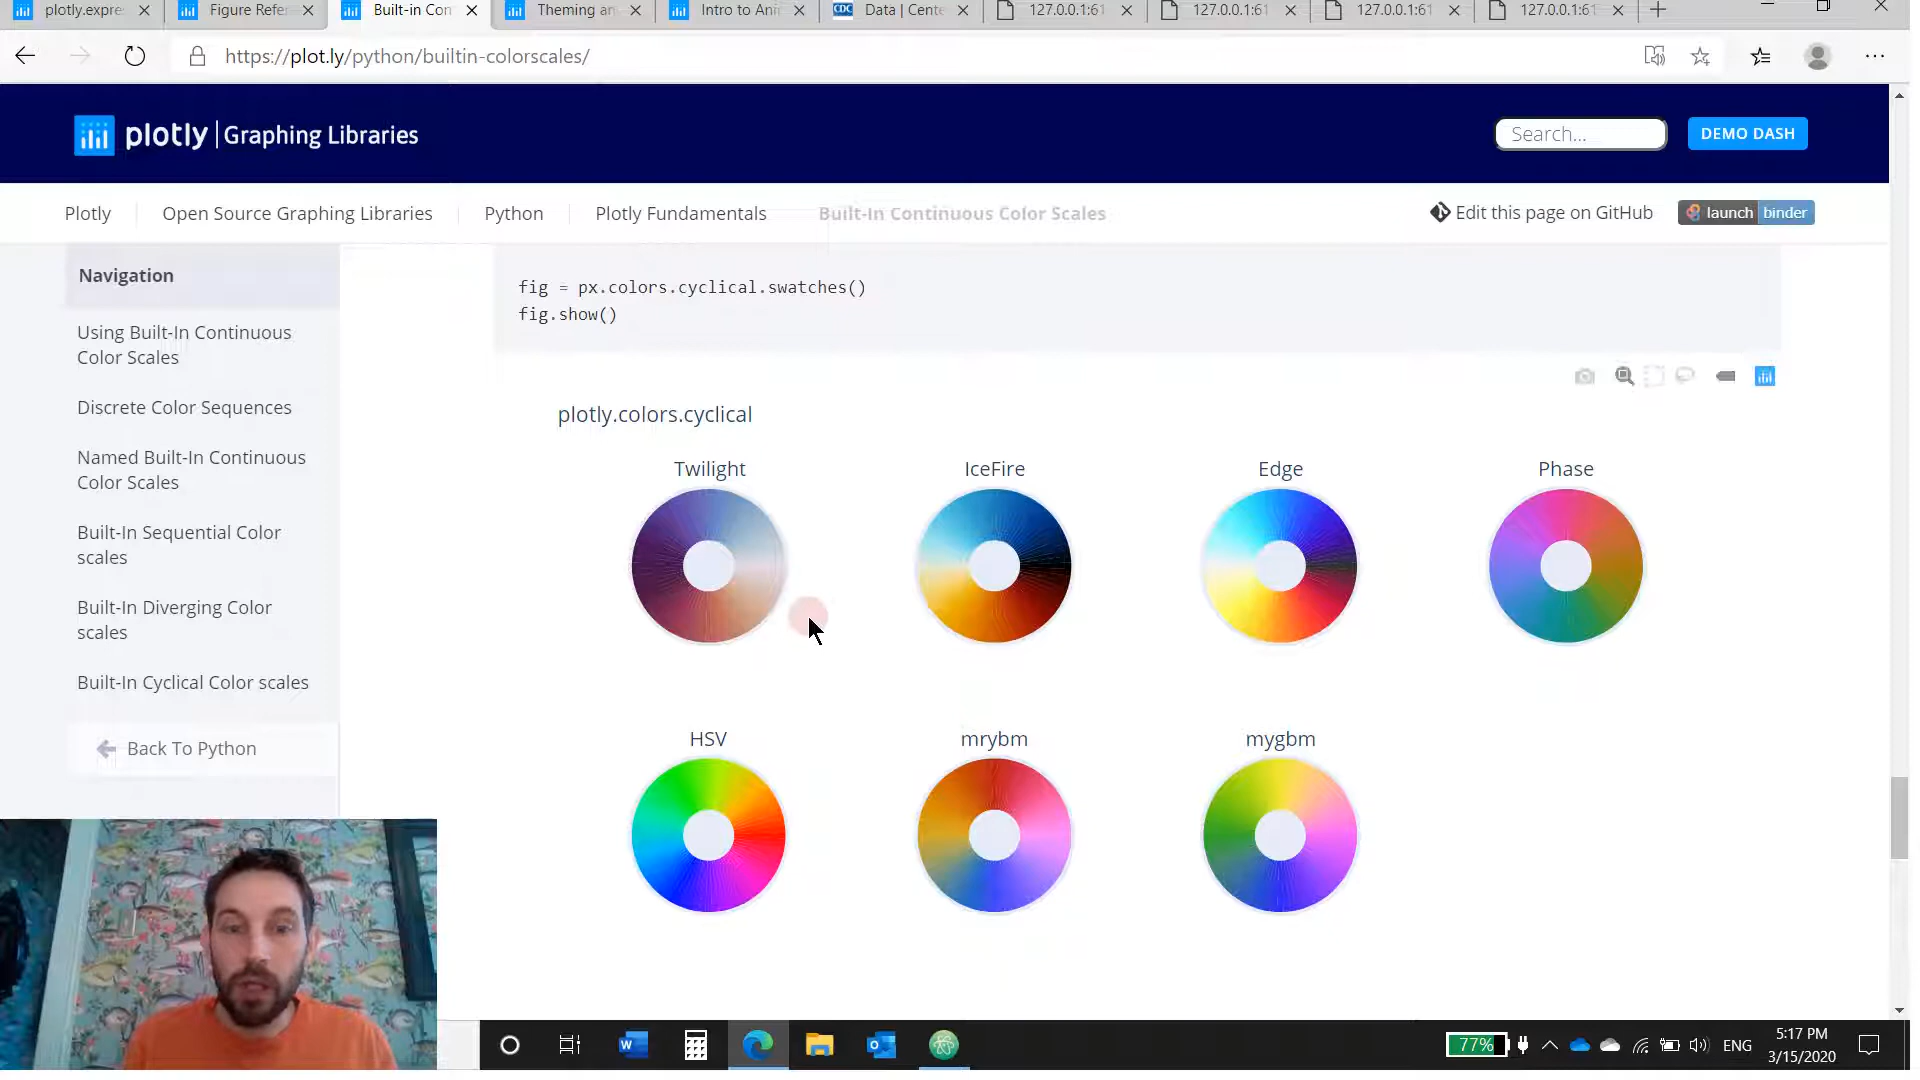 plotly.expre
Figure Refe
Built-in Con
Theming an
Intro to Ani
CDC Data | Cente
127.0.0.1:61
127.0.0.1:61
127.0.0.1:61
127.0.0.1:61
https://plot.ly/python/builtin-colorscales/
plotly | Graphing Libraries
Search...
DEMO DASH
Plotly
Open Source Graphing Libraries
Python
Plotly Fundamentals
Built-In Continuous Color Scales
Edit this page on GitHub
launch binder
Navigation
Using Built-In Continuous
Color Scales
Discrete Color Sequences
Named Built-In Continuous
Color Scales
Built-In Sequential Color
scales
Built-In Diverging Color
scales
Built-In Cyclical Color scales
Back To Python
fig = px.colors.cyclical.swatches()
fig.show()
plotly.colors.cyclical
Twilight
IceFire
Edge
Phase
HSV
mrybm
mygbm
77%
ENG
5:17 PM
3/15/2020